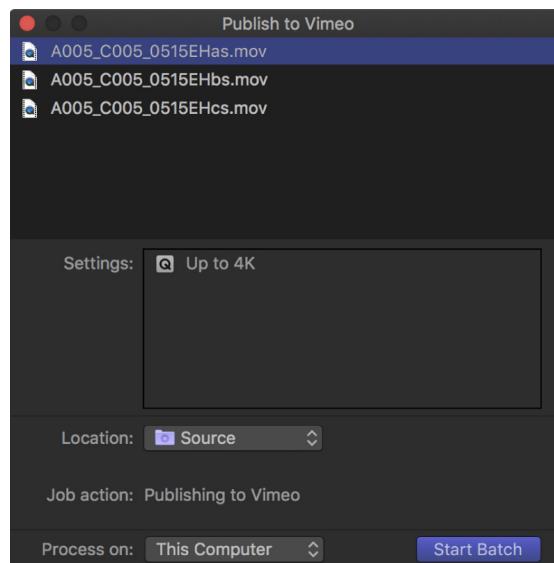 Publish to Vimeo
A005_C005_0515EHas.mov
A005_C005_0515EHbs.mov
A005_C005_0515EHcs.mov
Settings: Up to 4K
Location: Source
Job action: Publishing to Vimeo
Process on: This Computer Start Batch